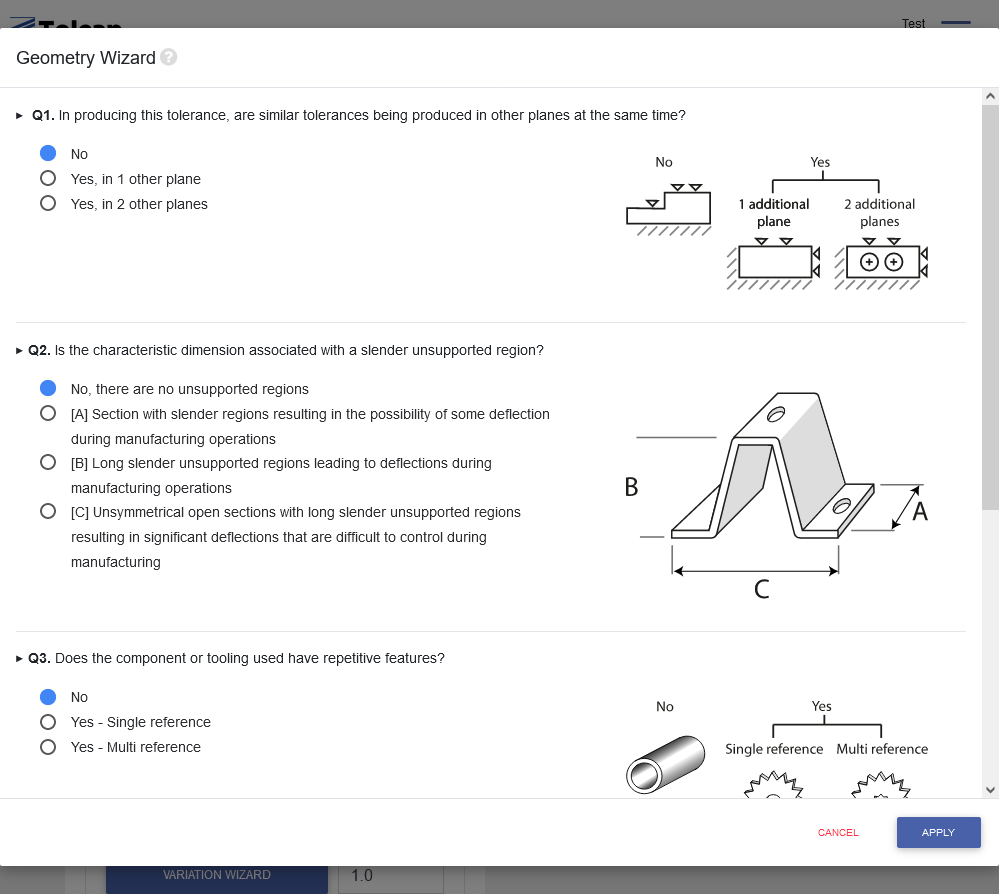 Test
Geometry Wizard ?
Q1. In producing this tolerance, are similar tolerances being produced in other planes at the same time?
No
Yes, in 1 other plane
Yes, in 2 other planes
No
Yes
1 additional
plane
2 additional
planes
Q2. Is the characteristic dimension associated with a slender unsupported region?
No, there are no unsupported regions
[A] Section with slender regions resulting in the possibility of some deflection
during manufacturing operations
[B] Long slender unsupported regions leading to deflections during
manufacturing operations
[C] Unsymmetrical open sections with long slender unsupported regions
resulting in significant deflections that are difficult to control during
manufacturing
B
A
C
Q3. Does the component or tooling used have repetitive features?
No
Yes - Single reference
Yes - Multi reference
No
Yes
Single reference
Multi reference
CANCEL
APPLY
VARIATION WIZARD
1.0